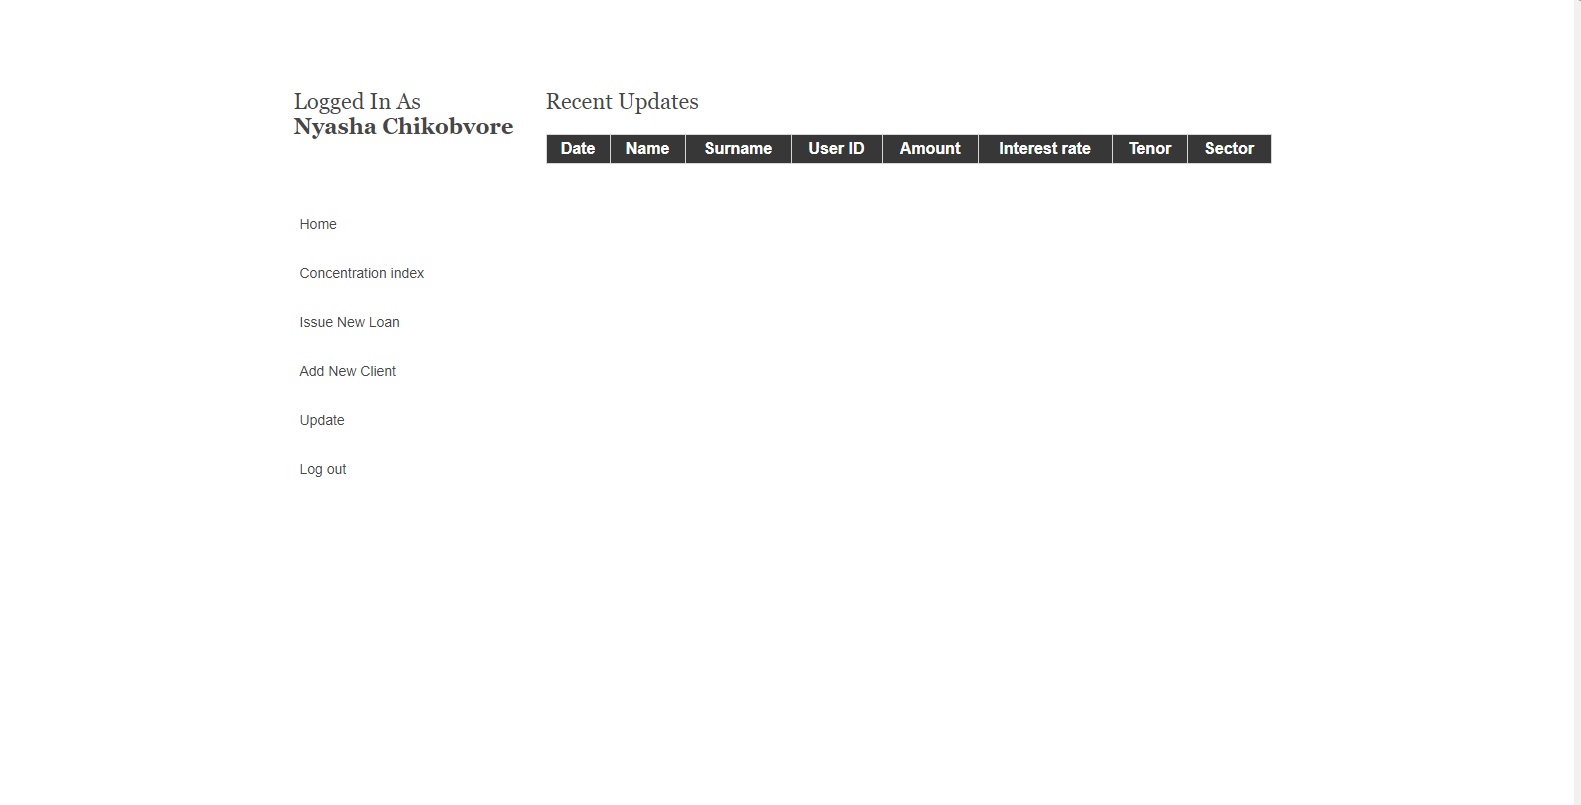 Logged In As
Nyasha Chikobvore
Home
Concentration index
Issue New Loan
Add New Client
Update
Log out
Recent Updates
Date Name Surname User ID Amount Interest rate Tenor Sector